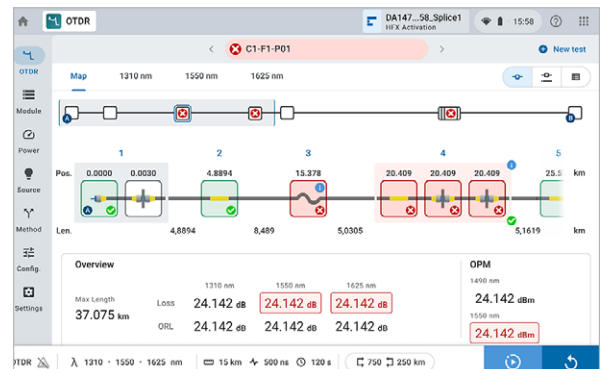 OTDR
DA147...58_Splice1
HFX Activation
15:58
C1-F1-P01
New test
OTDR
Map 1310 nm 1550 nm 1625 nm
Module
A
B
Power
1 2 3 4 5
Pos. 0.0000 0.0030 4.8894 15.378 20.409 20.409 20.409 25.5 km
Source
A
Method
Len. 4,8894 8,489 5,0305 5,1619 km
Config.
Overview
OPM
1310 nm 1550 nm 1625 nm
1490 nm
Settings
Max Length
37.075 km
Loss 24.142 dB 24.142 dB 24.142 dB
24.142 dBm
1550 nm
ORL 24.142 dB 24.142 dB 24.142 dB
24.142 dBm
OTDR
λ 1310 · 1550 · 1625 nm 15 km 500 ns 120 s 750 250 km